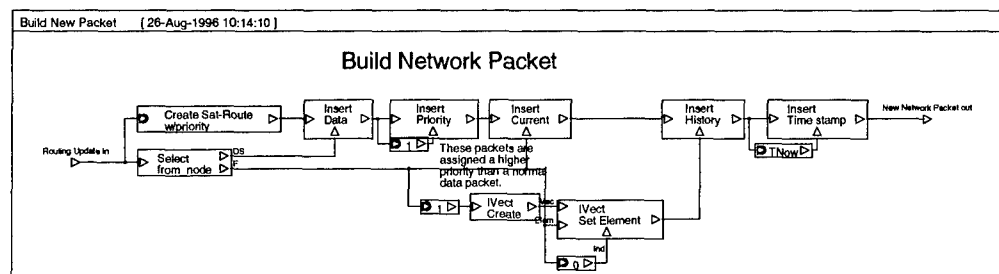 Build New Packet [ 26-Aug-1996 10:14:10 ]
Build Network Packet
Create Sat-Route
w/priority
Insert
Data
Insert
Priority
Insert
Current
Insert
History
Insert
Time stamp
New Network Packet out
Routing Update In
Select
from_node
DS
F
1
TNow
These packets are
assigned a higher
priority than a normal
data packet.
1
IVect
Create
Vec
Elem
IVect
Set Element
Ind
0